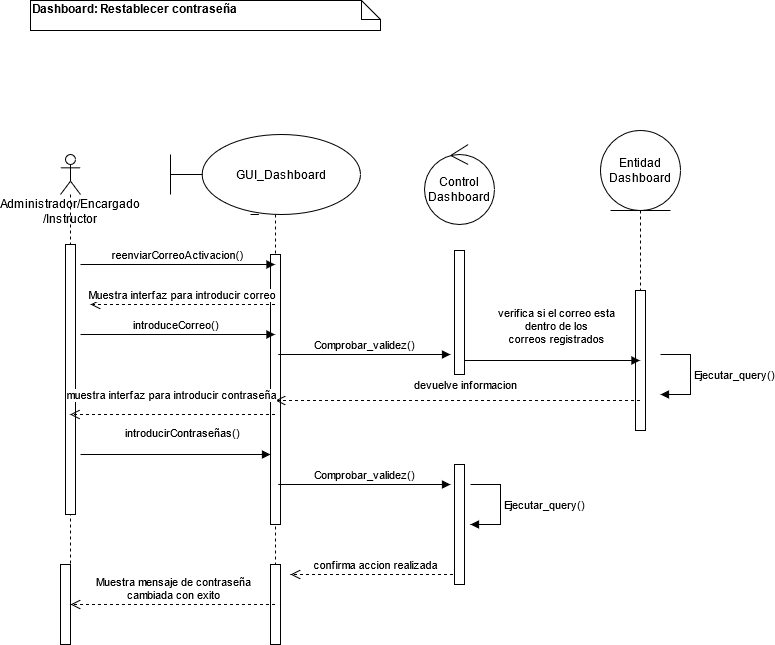 Dashboard: Restablecer contraseña
Administrador/Encargado
/Instructor
GUI_Dashboard
Control
Dashboard
Entidad
Dashboard
reenviarCorreoActivacion()
Muestra interfaz para introducir correo
introduceCorreo()
Comprobar_validez()
verifica si el correo esta
dentro de los
correos registrados
Ejecutar_query()
devuelve informacion
muestra interfaz para introducir contraseña
introducirContraseñas()
Comprobar_validez()
Ejecutar_query()
confirma accion realizada
Muestra mensaje de contraseña
cambiada con exito